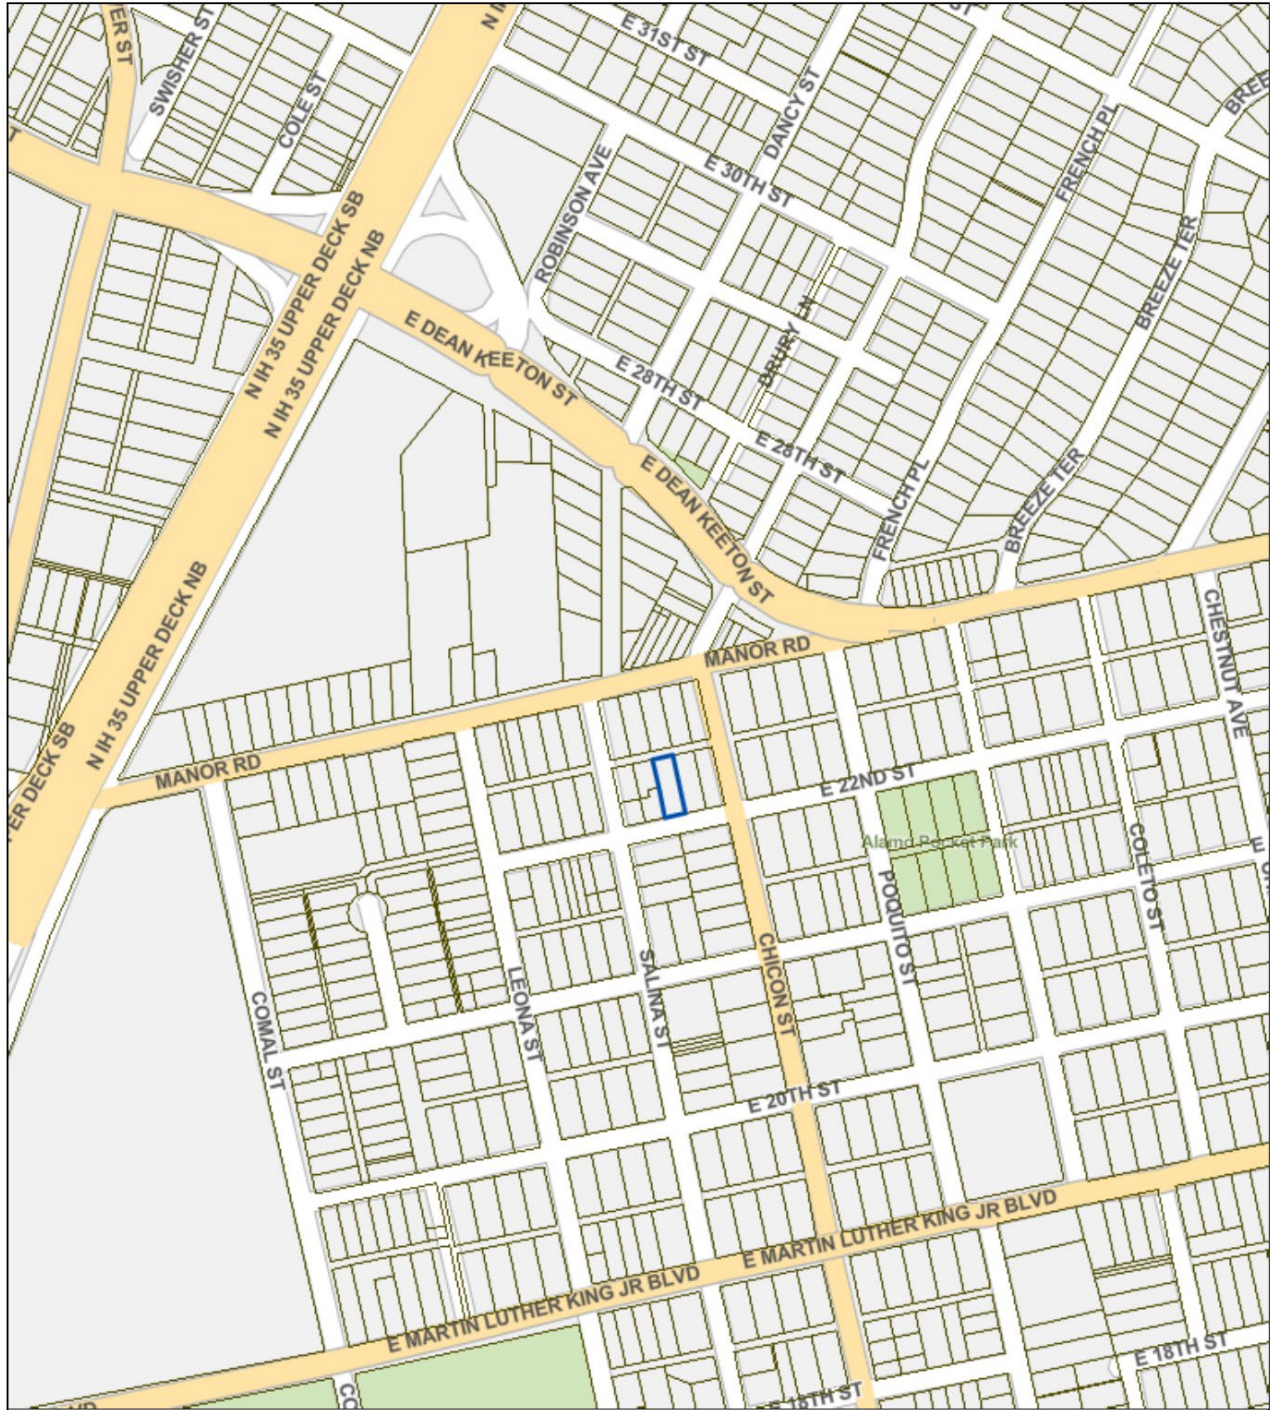 SWISHER ST
COLE ST
E 31ST ST
DANCY ST
FRENCH PL
E 30TH ST
ROBINSON AVE
BREEZE TER
N IH 35 UPPER DECK SB
N IH 35 UPPER DECK NB
E DEAN KEETON ST
DRURY LN
E 28TH ST
E 28TH ST
E DEAN KEETON ST
FRENCH PL
BREEZE TER
N IH 35 UPPER DECK NB
CHESTNUT AVE
MANOR RD
MANOR RD
E 22ND ST
Alamo Pocket Park
COLETO ST
POQUITO ST
CHICON ST
SALINA ST
LEONA ST
COMAL ST
E 20TH ST
E MARTIN LUTHER KING JR BLVD
E MARTIN LUTHER KING JR BLVD
E 18TH ST
E 18TH ST